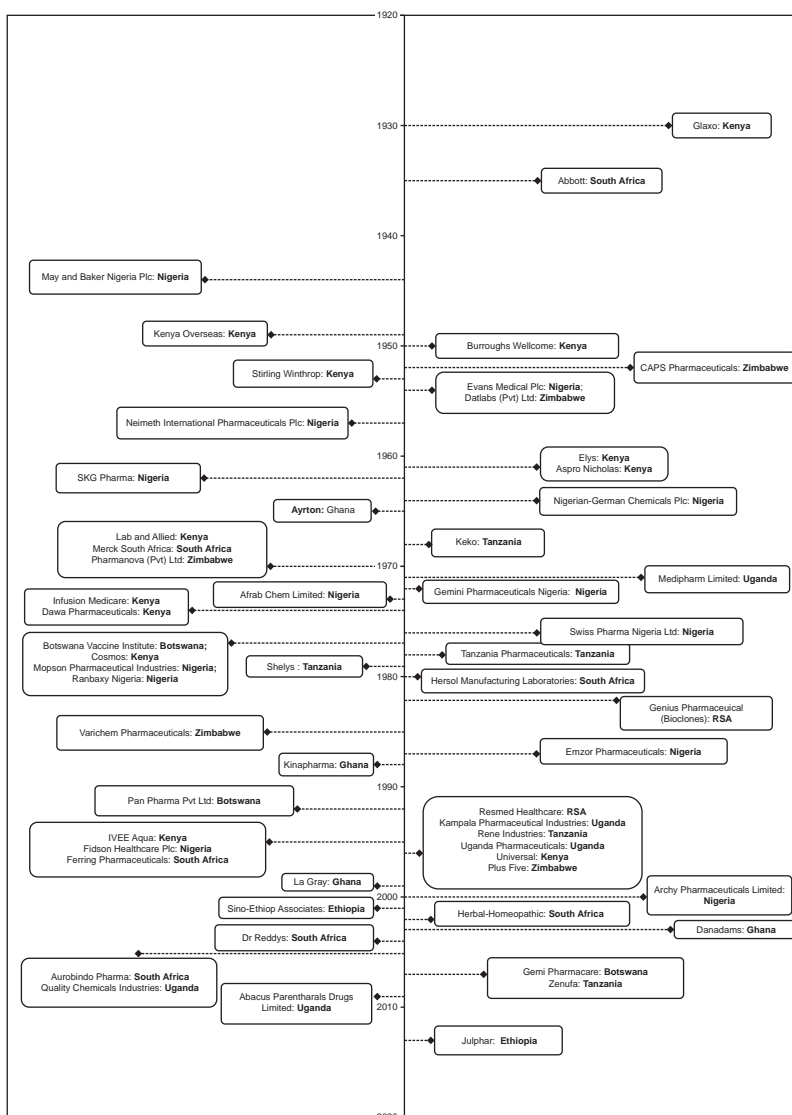 1920
1930
Glaxo: Kenya
Abbott: South Africa
1940
May and Baker Nigeria Plc: Nigeria
Kenya Overseas: Kenya
1950
Burroughs Wellcome: Kenya
CAPS Pharmaceuticals: Zimbabwe
Stirling Winthrop: Kenya
Evans Medical Plc: Nigeria;
Datlabs (Pvt) Ltd: Zimbabwe
Neimeth International Pharmaceuticals Plc: Nigeria
1960
Elys: Kenya
Aspro Nicholas: Kenya
SKG Pharma: Nigeria
Nigerian-German Chemicals Plc: Nigeria
Ayrton: Ghana
Keko: Tanzania
Lab and Allied: Kenya
Merck South Africa: South Africa
Pharmanova (Pvt) Ltd: Zimbabwe
1970
Medipharm Limited: Uganda
Gemini Pharmaceuticals Nigeria: Nigeria
Afrab Chem Limited: Nigeria
Infusion Medicare: Kenya
Dawa Pharmaceuticals: Kenya
Swiss Pharma Nigeria Ltd: Nigeria
Botswana Vaccine Institute: Botswana;
Cosmos: Kenya
Mopson Pharmaceutical Industries: Nigeria;
Ranbaxy Nigeria: Nigeria
Tanzania Pharmaceuticals: Tanzania
Shelys : Tanzania
1980
Hersol Manufacturing Laboratories: South Africa
Genius Pharmaceuical
(Bioclones): RSA
Varichem Pharmaceuticals: Zimbabwe
Emzor Pharmaceuticals: Nigeria
Kinapharma: Ghana
1990
Pan Pharma Pvt Ltd: Botswana
Resmed Healthcare: RSA
Kampala Pharmaceutical Industries: Uganda
Rene Industries: Tanzania
Uganda Pharmaceuticals: Uganda
Universal: Kenya
Plus Five: Zimbabwe
IVEE Aqua: Kenya
Fidson Healthcare Plc: Nigeria
Ferring Pharmaceuticals: South Africa
La Gray: Ghana
2000
Archy Pharmaceuticals Limited:
Nigeria
Sino-Ethiop Associates: Ethiopia
Herbal-Homeopathic: South Africa
Danadams: Ghana
Dr Reddys: South Africa
Aurobindo Pharma: South Africa
Quality Chemicals Industries: Uganda
Gemi Pharmacare: Botswana
Zenufa: Tanzania
Abacus Parentharals Drugs
Limited: Uganda
2010
Julphar: Ethiopia